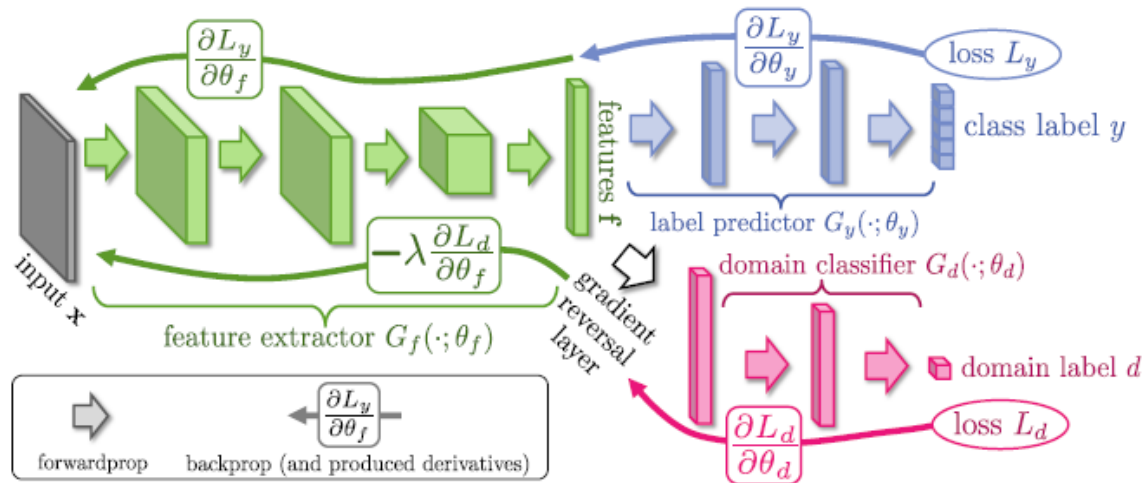 ∂L_y/∂θ_f
∂L_y/∂θ_y
loss L_y
input x
features f
class label y
label predictor G_y(·; θ_y)
−λ ∂L_d/∂θ_f
feature extractor G_f(·; θ_f)
gradient
reversal
layer
domain classifier G_d(·; θ_d)
domain label d
∂L_d/∂θ_d
loss L_d
∂L_y/∂θ_f
forwardprop
backprop (and produced derivatives)